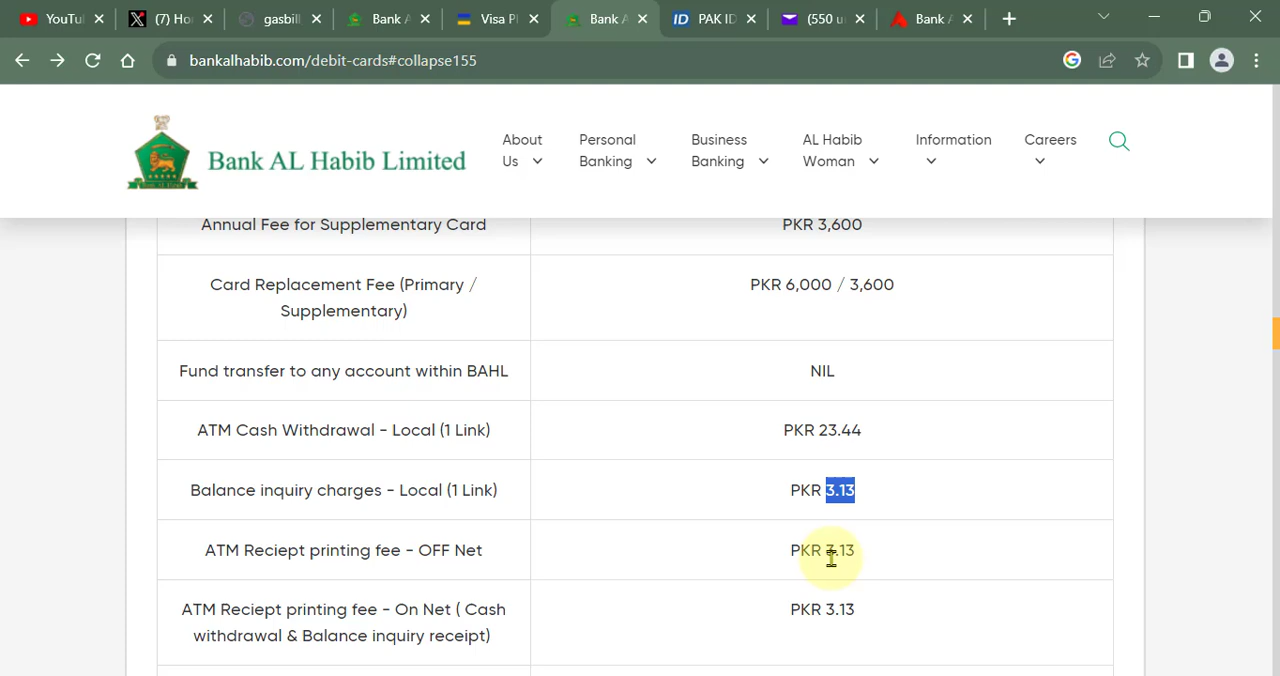 YouTu
(7) Ho
gasbill
Bank A
Visa Pl
Bank A
ID PAK ID
(550 u
Bank A
bankalhabib.com/debit-cards#collapse155
Bank AL Habib Limited
About Us
Personal Banking
Business Banking
AL Habib Woman
Information
Careers
Annual Fee for Supplementary Card PKR 3,600
Card Replacement Fee (Primary / PKR 6,000 / 3,600
Supplementary)
Fund transfer to any account within BAHL NIL
ATM Cash Withdrawal - Local (1 Link) PKR 23.44
Balance inquiry charges - Local (1 Link) PKR 3.13
ATM Reciept printing fee - OFF Net PKR 3.13
ATM Reciept printing fee - On Net ( Cash PKR 3.13
withdrawal & Balance inquiry receipt)